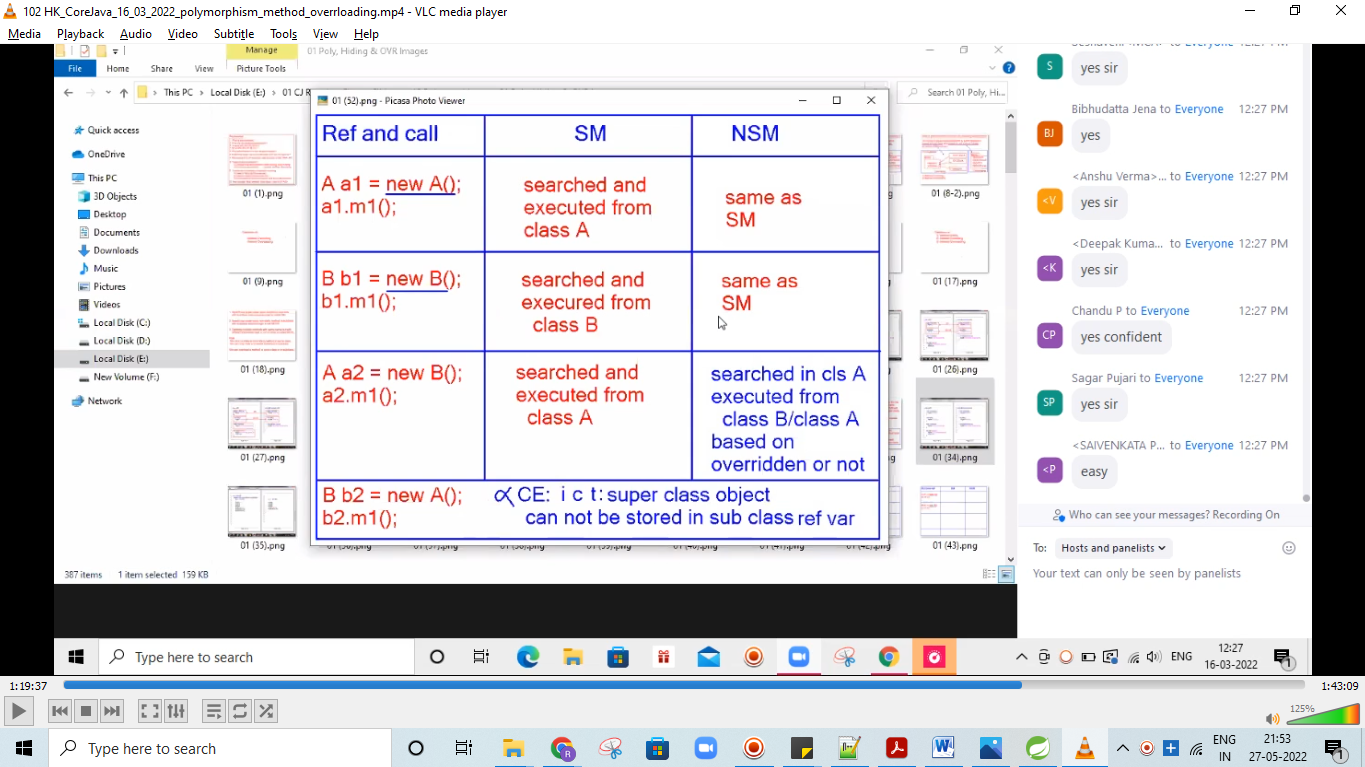 102 HK_CoreJava_16_03_2022_polymorphism_method_overrloading.mp4 - VLC media player
Media Playback Audio Video Subtitle Tools View Help
Manage
01 Poly, Hiding & OVR Images
File Home Share View Picture Tools
This PC Local Disk (E:) 01 CJ R
Search 01 Poly, Hi...
Quick access
OneDrive
This PC
3D Objects
Desktop
Documents
Downloads
Music
Pictures
Videos
Local Disk (C:)
Local Disk (D:)
Local Disk (E:)
New Volume (F:)
Network
01 (1).png
01 (9).png
01 (18).png
01 (27).png
01 (35).png
01 (52).png - Picasa Photo Viewer
Ref and call SM NSM
A a1 = new A();
a1.m1();
searched and
executed from
class A
same as
SM
B b1 = new B();
b1.m1();
searched and
execured from
class B
same as
SM
A a2 = new B();
a2.m1();
searched and
executed from
class A
searched in cls A
executed from
class B/class A
based on
overridden or not
B b2 = new A();
b2.m1();
CE: i c t: super class object
can not be stored in sub class ref var
01 (8-2).png
01 (17).png
01 (26).png
01 (34).png
01 (43).png
387 items 1 item selected 159 KB
to Everyone 12:27 PM
S
yes sir
Bibhudatta Jena to Everyone 12:27 PM
BJ
yes
<Anshu Verma>... to Everyone 12:27 PM
<V
yes sir
<Deepak Kuma... to Everyone 12:27 PM
<K
yes sir
Chandu P to Everyone 12:27 PM
CP
yes confident
Sagar Pujari to Everyone 12:27 PM
SP
yes sir
<SAIVENKATA P... to Everyone 12:27 PM
<P
easy
Who can see your messages? Recording On
To: Hosts and panelists
Your text can only be seen by panelists
Type here to search
ENG
12:27
16-03-2022
1
1:19:37
1:43:09
125%
Type here to search
ENG
IN
21:53
27-05-2022
1